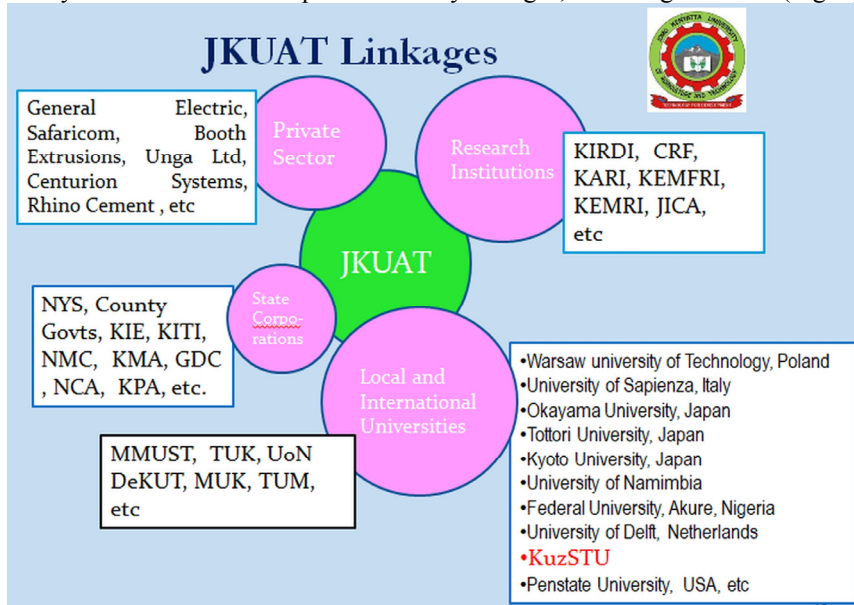 JKUAT Linkages
General Electric,
Safaricom, Booth
Extrusions, Unga Ltd,
Centurion Systems,
Rhino Cement , etc
Private
Sector
Research
Institutions
KIRDI, CRF,
KARI, KEMFRI,
KEMRI, JICA,
etc
JKUAT
NYS, County
Govts, KIE, KITI,
NMC, KMA, GDC
, NCA, KPA, etc.
State
Corpo-
rations
Local and
International
Universities
MMUST, TUK, UoN
DeKUT, MUK, TUM,
etc
•Warsaw university of Technology, Poland
•University of Sapienza, Italy
•Okayama University, Japan
•Tottori University, Japan
•Kyoto University, Japan
•University of Namimbia
•Federal University, Akure, Nigeria
•University of Delft, Netherlands
•KuzSTU
•Penstate University, USA, etc